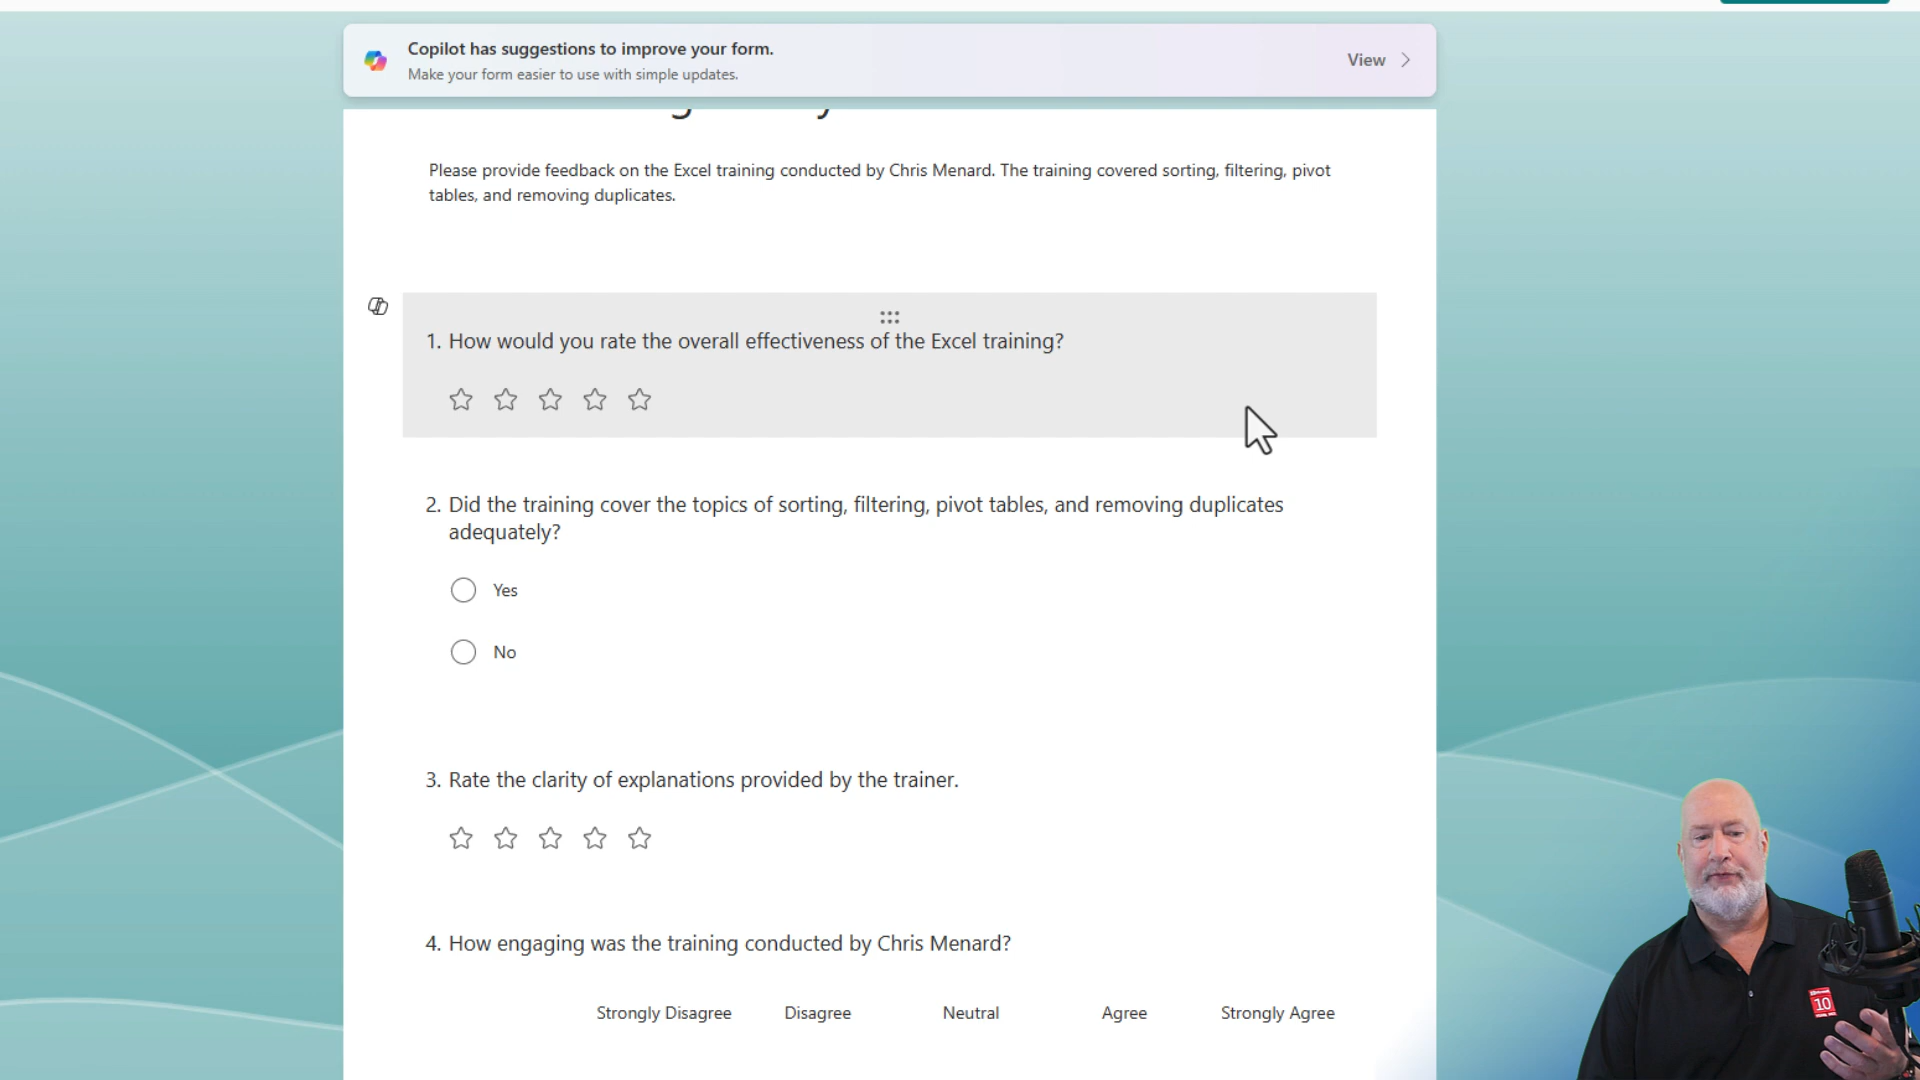 Copilot has suggestions to improve your form.
Make your form easier to use with simple updates.
View
Please provide feedback on the Excel training conducted by Chris Menard. The training covered sorting, filtering, pivot
tables, and removing duplicates.
1. How would you rate the overall effectiveness of the Excel training?
2. Did the training cover the topics of sorting, filtering, pivot tables, and removing duplicates
adequately?
Yes
No
3. Rate the clarity of explanations provided by the trainer.
4. How engaging was the training conducted by Chris Menard?
Strongly Disagree Disagree Neutral Agree Strongly Agree
10